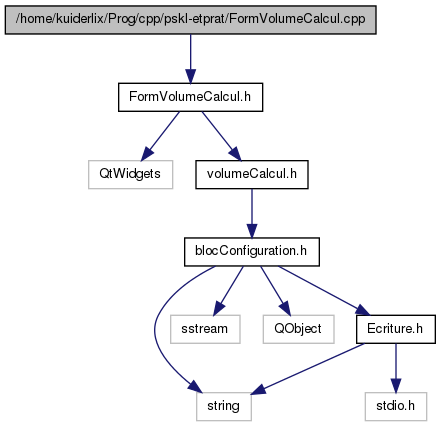 /home/kuiderlix/Prog/cpp/pskl-etprat/FormVolumeCalcul.cpp
FormVolumeCalcul.h
QtWidgets
volumeCalcul.h
blocConfiguration.h
sstream
QObject
Ecriture.h
string
stdio.h